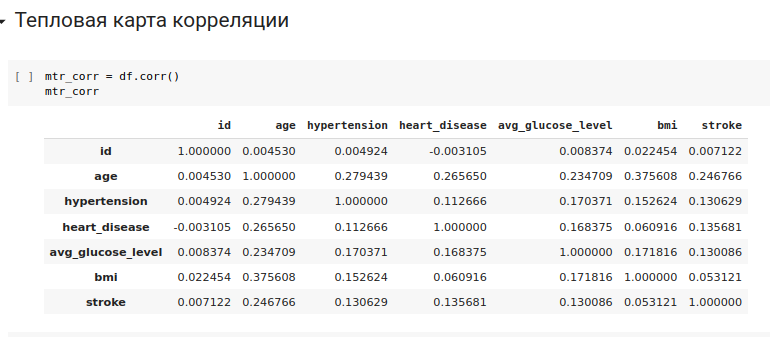 Тепловая карта корреляции
[ ] mtr_corr = df.corr()
mtr_corr
id age hypertension heart_disease avg_glucose_level bmi stroke
id 1.000000 0.004530 0.004924 -0.003105 0.008374 0.022454 0.007122
age 0.004530 1.000000 0.279439 0.265650 0.234709 0.375608 0.246766
hypertension 0.004924 0.279439 1.000000 0.112666 0.170371 0.152624 0.130629
heart_disease -0.003105 0.265650 0.112666 1.000000 0.168375 0.060916 0.135681
avg_glucose_level 0.008374 0.234709 0.170371 0.168375 1.000000 0.171816 0.130086
bmi 0.022454 0.375608 0.152624 0.060916 0.171816 1.000000 0.053121
stroke 0.007122 0.246766 0.130629 0.135681 0.130086 0.053121 1.000000